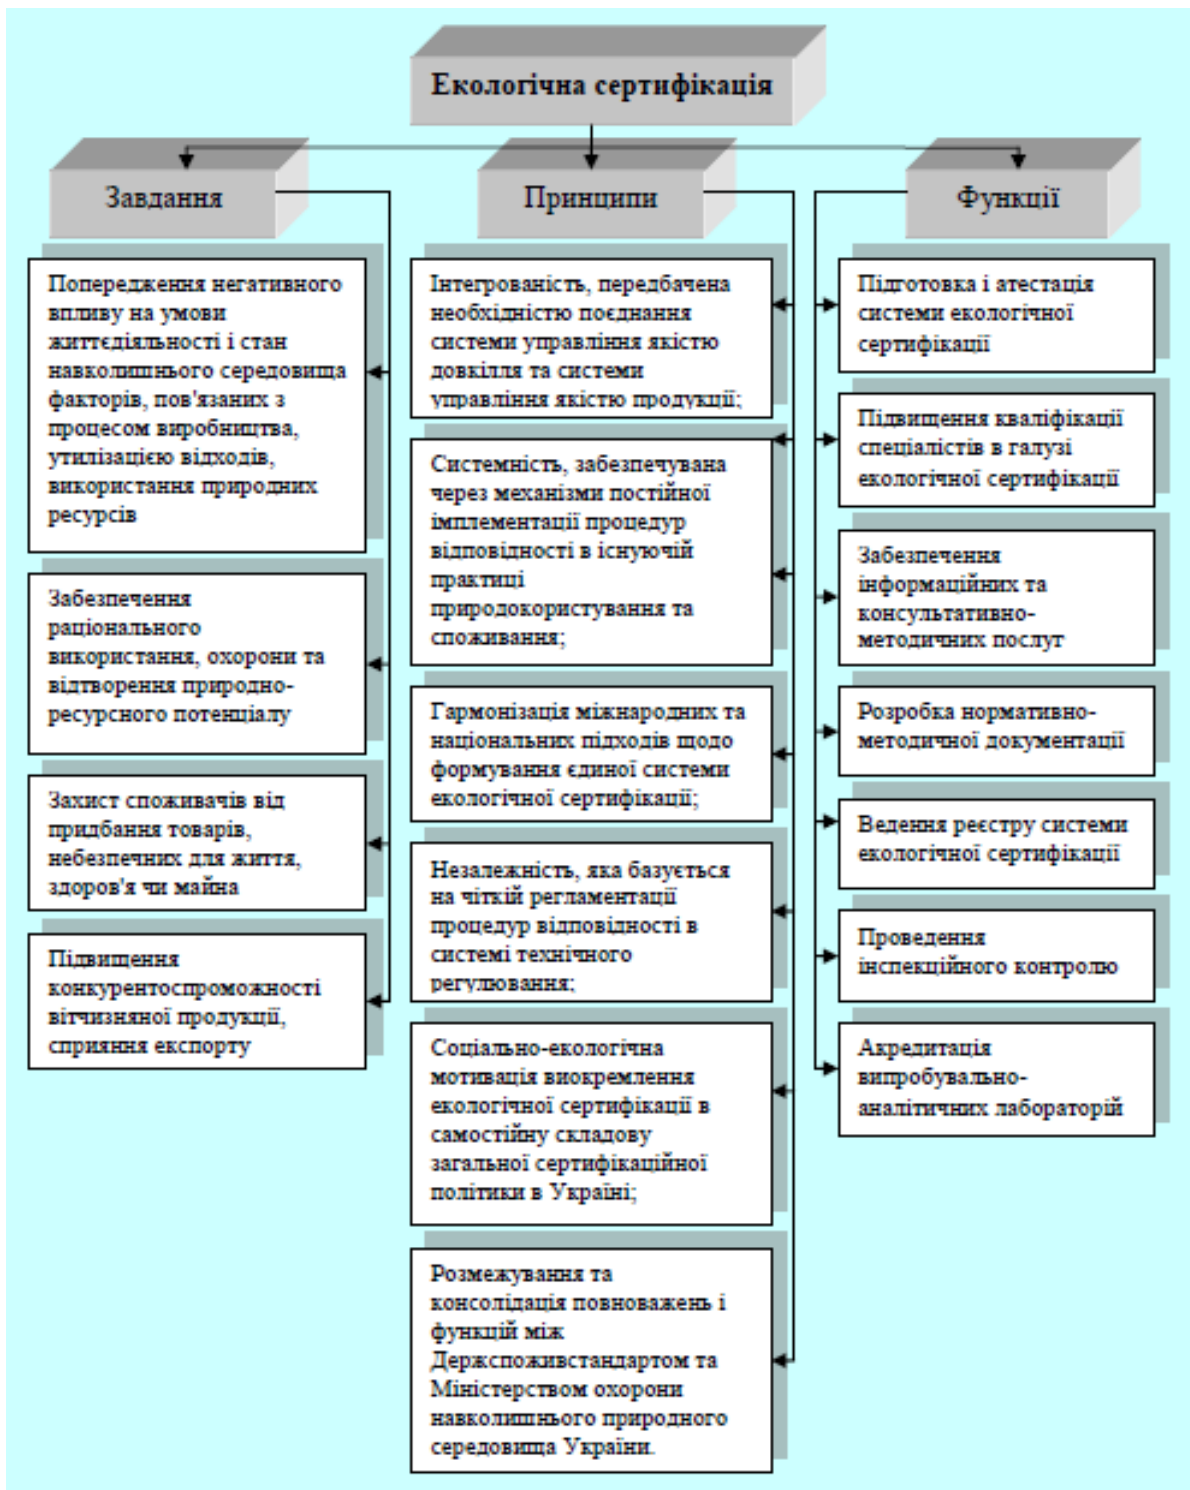 Екологічна сертифікація
Завдання
Попередження негативного
впливу на умови
життєдіяльності і стан
навколишнього середовища
факторів, пов'язаних з
процесом виробництва,
утилізацією відходів,
використання природних
ресурсів
Забезпечення
раціонального
використання, охорони та
відтворення природно-
ресурсного потенціалу
Захист споживачів від
придбання товарів,
небезпечних для життя,
здоров'я чи майна
Підвищення
конкурентоспроможності
вітчизняної продукції,
сприяння експорту
Принципи
Інтегрованість, передбачена
необхідністю поєднання
системи управління якістю
довкілля та системи
управління якістю продукції;
Системність, забезпечувана
через механізми постійної
імплементації процедур
відповідності в існуючій
практиці
природокористування та
споживання;
Гармонізація міжнародних та
національних підходів щодо
формування єдиної системи
екологічної сертифікації;
Незалежність, яка базується
на чіткій регламентації
процедур відповідності в
системі технічного
регулювання;
Соціально-екологічна
мотивація виокремлення
екологічної сертифікації в
самостійну складову
загальної сертифікаційної
політики в Україні;
Розмежування та
консолідація повноважень і
функцій між
Держспоживстандартом та
Міністерством охорони
навколишнього природного
середовища України.
Функції
Підготовка і атестація
системи екологічної
сертифікації
Підвищення кваліфікації
спеціалістів в галузі
екологічної сертифікації
Забезпечення
інформаційних та
консультативно-
методичних послуг
Розробка нормативно-
методичної документації
Ведення реєстру системи
екологічної сертифікації
Проведення
інспекційного контролю
Акредитація
випробувально-
аналітичних лабораторій